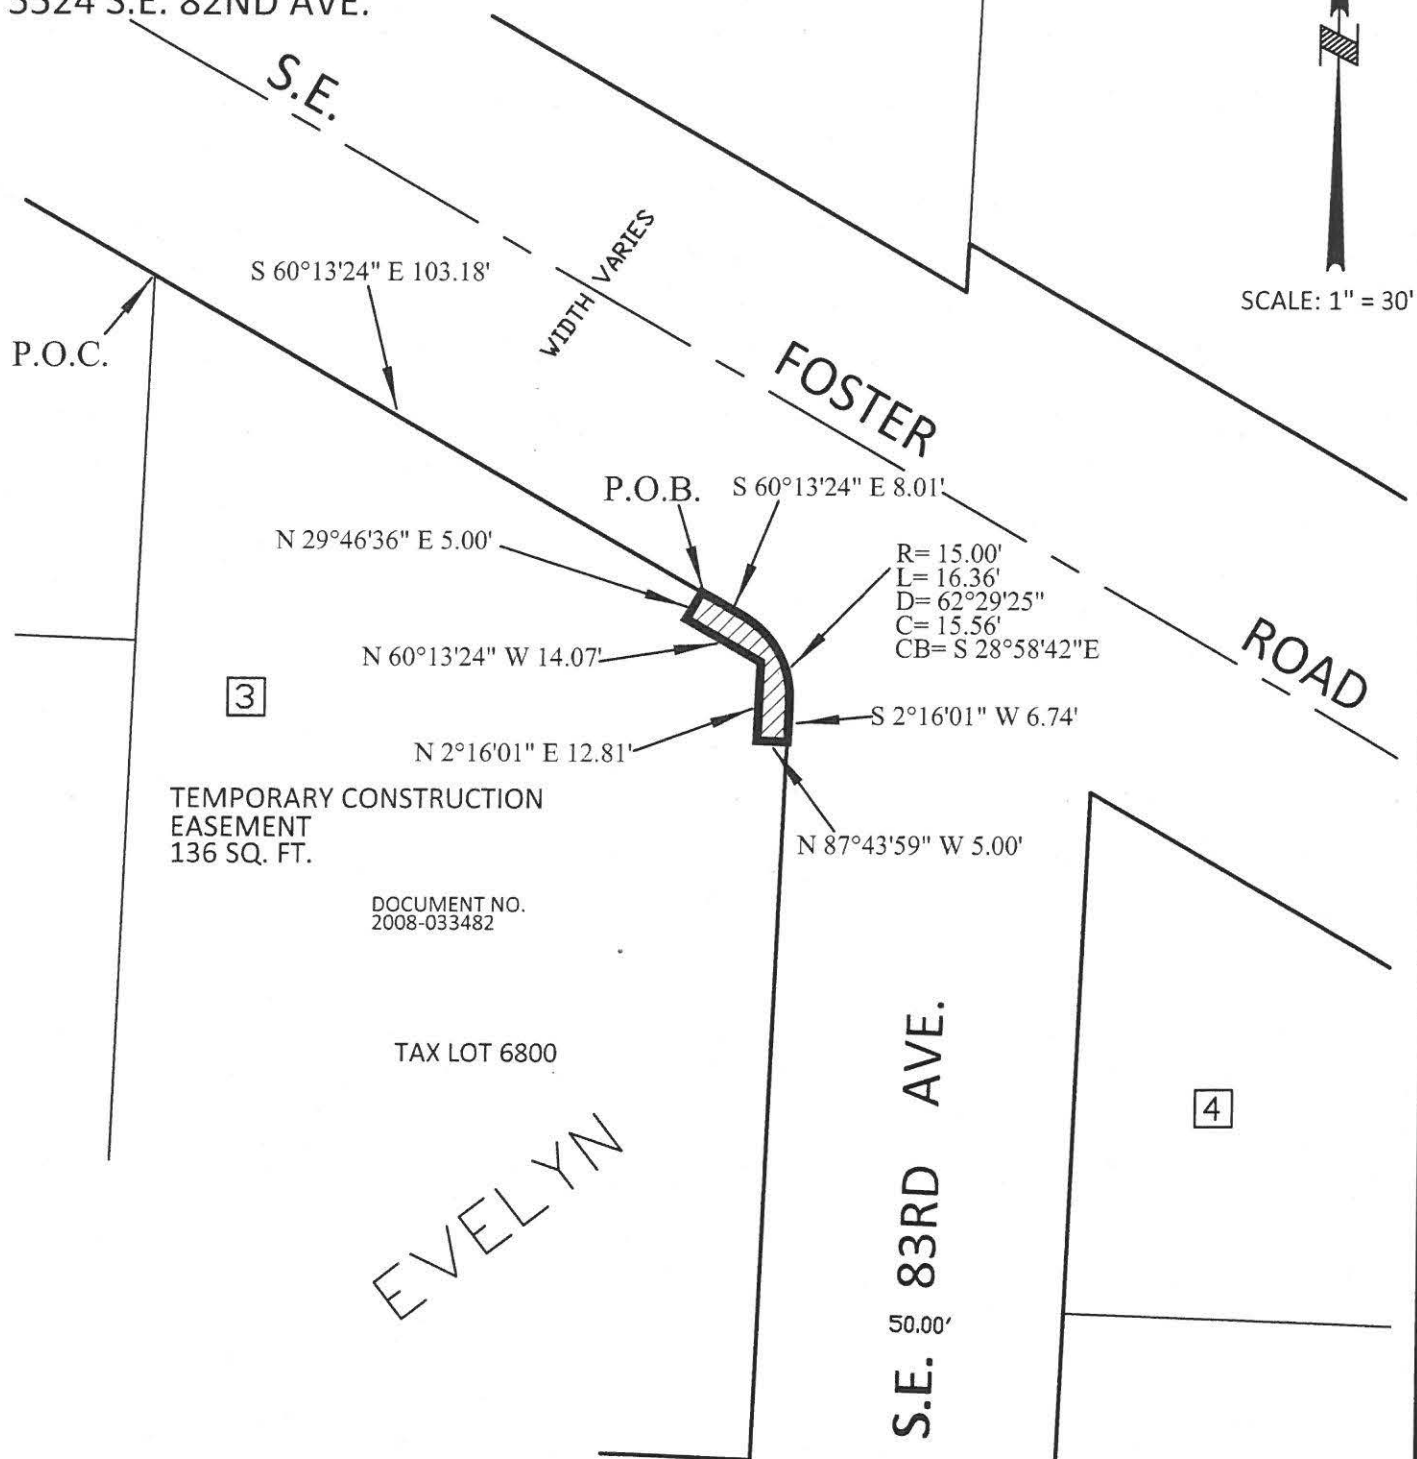 5524 S.E. 82ND AVE.
S.E.
WIDTH VARIES
S 60°13'24" E 103.18'
SCALE: 1" = 30'
P.O.C.
FOSTER
P.O.B.
S 60°13'24" E 8.01'
N 29°46'36" E 5.00'
R= 15.00'
L= 16.36'
D= 62°29'25"
C= 15.56'
CB= S 28°58'42"E
N 60°13'24" W 14.07'
ROAD
3
S 2°16'01" W 6.74'
N 2°16'01" E 12.81'
TEMPORARY CONSTRUCTION
EASEMENT
136 SQ. FT.
N 87°43'59" W 5.00'
DOCUMENT NO.
2008-033482
TAX LOT 6800
S.E. 83RD AVE.
4
EVELYN
50.00'